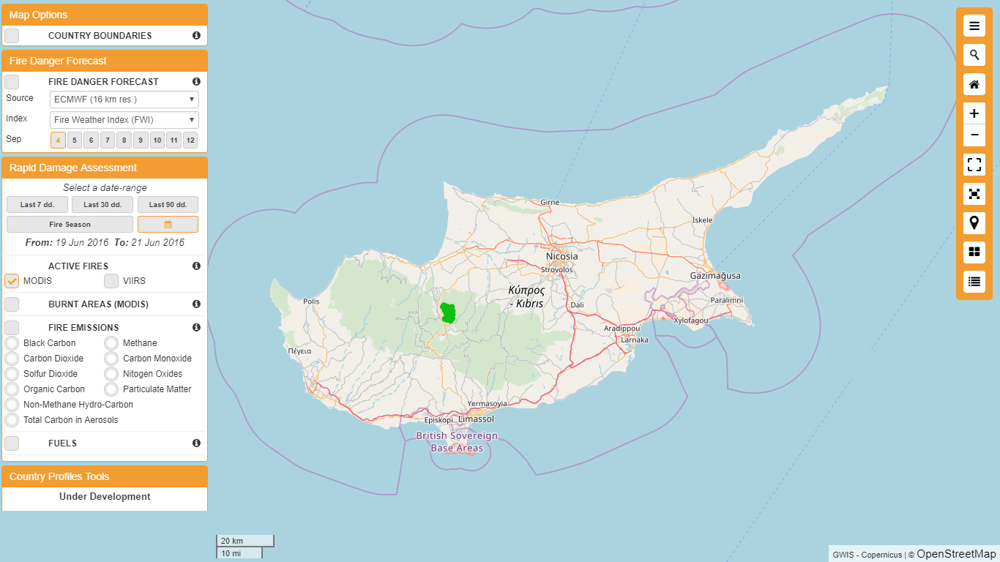 Map Options
COUNTRY BOUNDARIES
Fire Danger Forecast
FIRE DANGER FORECAST
Source ECMWF (16 km res.)
Index Fire Weather Index (FWI)
Sep 4 5 6 7 8 9 10 11 12
Rapid Damage Assessment
Select a date-range
Last 7 dd. Last 30 dd. Last 90 dd.
Fire Season
From: 19 Jun 2016 To: 21 Jun 2016
ACTIVE FIRES
MODIS VIIRS
BURNT AREAS (MODIS)
FIRE EMISSIONS
Black Carbon Methane
Carbon Dioxide Carbon Monoxide
Solfur Dioxide Nitogen Oxides
Organic Carbon Particulate Matter
Non-Methane Hydro-Carbon
Total Carbon in Aerosols
FUELS
Country Profiles Tools
Under Development
Girne
İskele
Nicosia
Strovolos
Gazimağusa
Κύπρος
- Kıbrıs
Polis
Dali
Paralimni
Xylofagou
Aradippou
Larnaka
Πέγεια
Yermasoyia
Episkopi
Limassol
British Sovereign
Base Areas
20 km
10 mi
GWIS - Copernicus | © OpenStreetMap